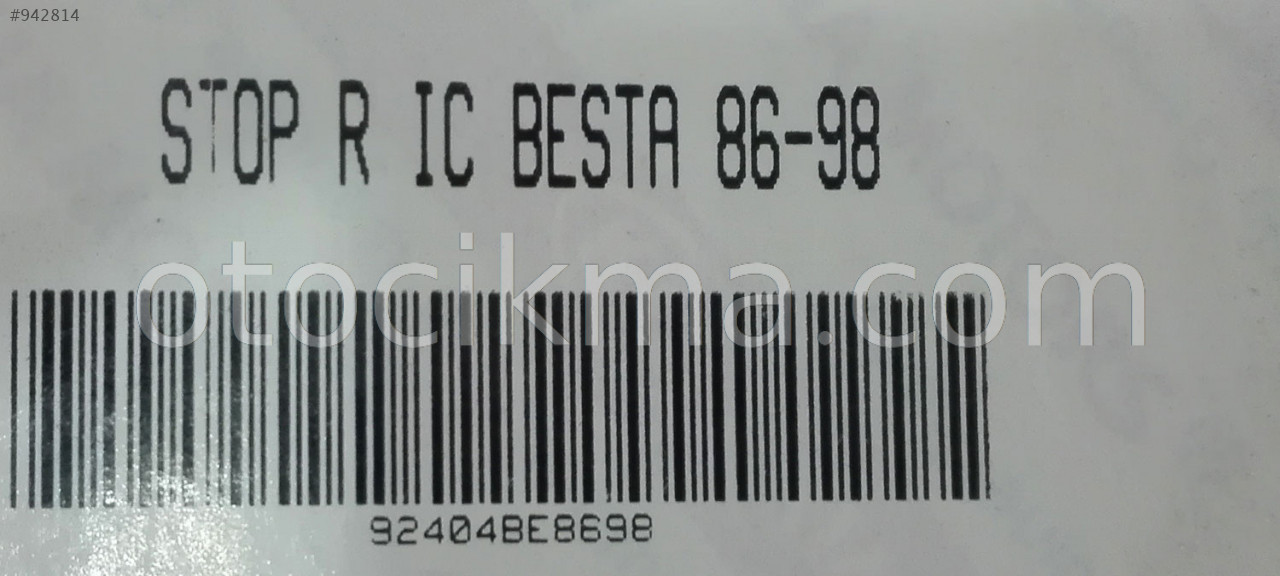 #942814
STOP R IC BESTA 86-98
otocikma.com
92404BE8698